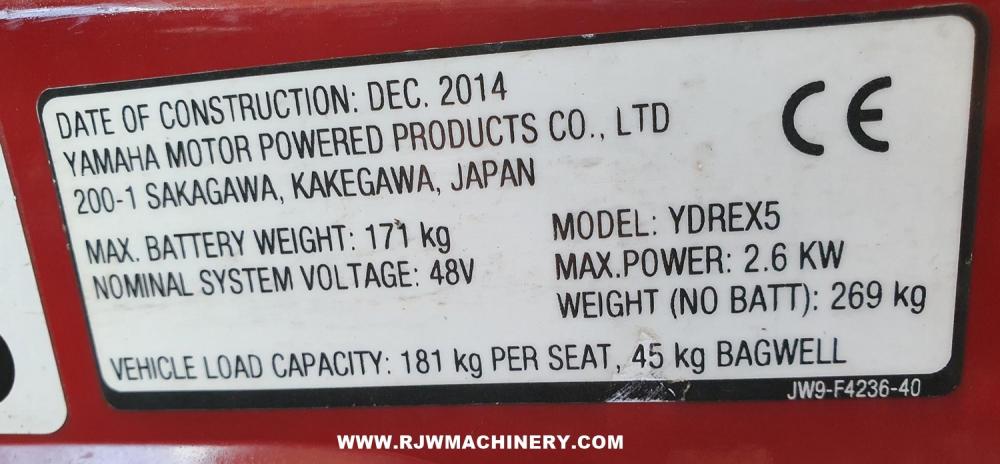 DATE OF CONSTRUCTION: DEC. 2014
YAMAHA MOTOR POWERED PRODUCTS CO., LTD
200-1 SAKAGAWA, KAKEGAWA, JAPAN
CE
MAX. BATTERY WEIGHT: 171 kg
NOMINAL SYSTEM VOLTAGE: 48V
MODEL: YDREX5
MAX.POWER: 2.6 KW
WEIGHT (NO BATT): 269 kg
VEHICLE LOAD CAPACITY: 181 kg PER SEAT, 45 kg BAGWELL
JW9-F4236-40
WWW.RJWMACHINERY.COM